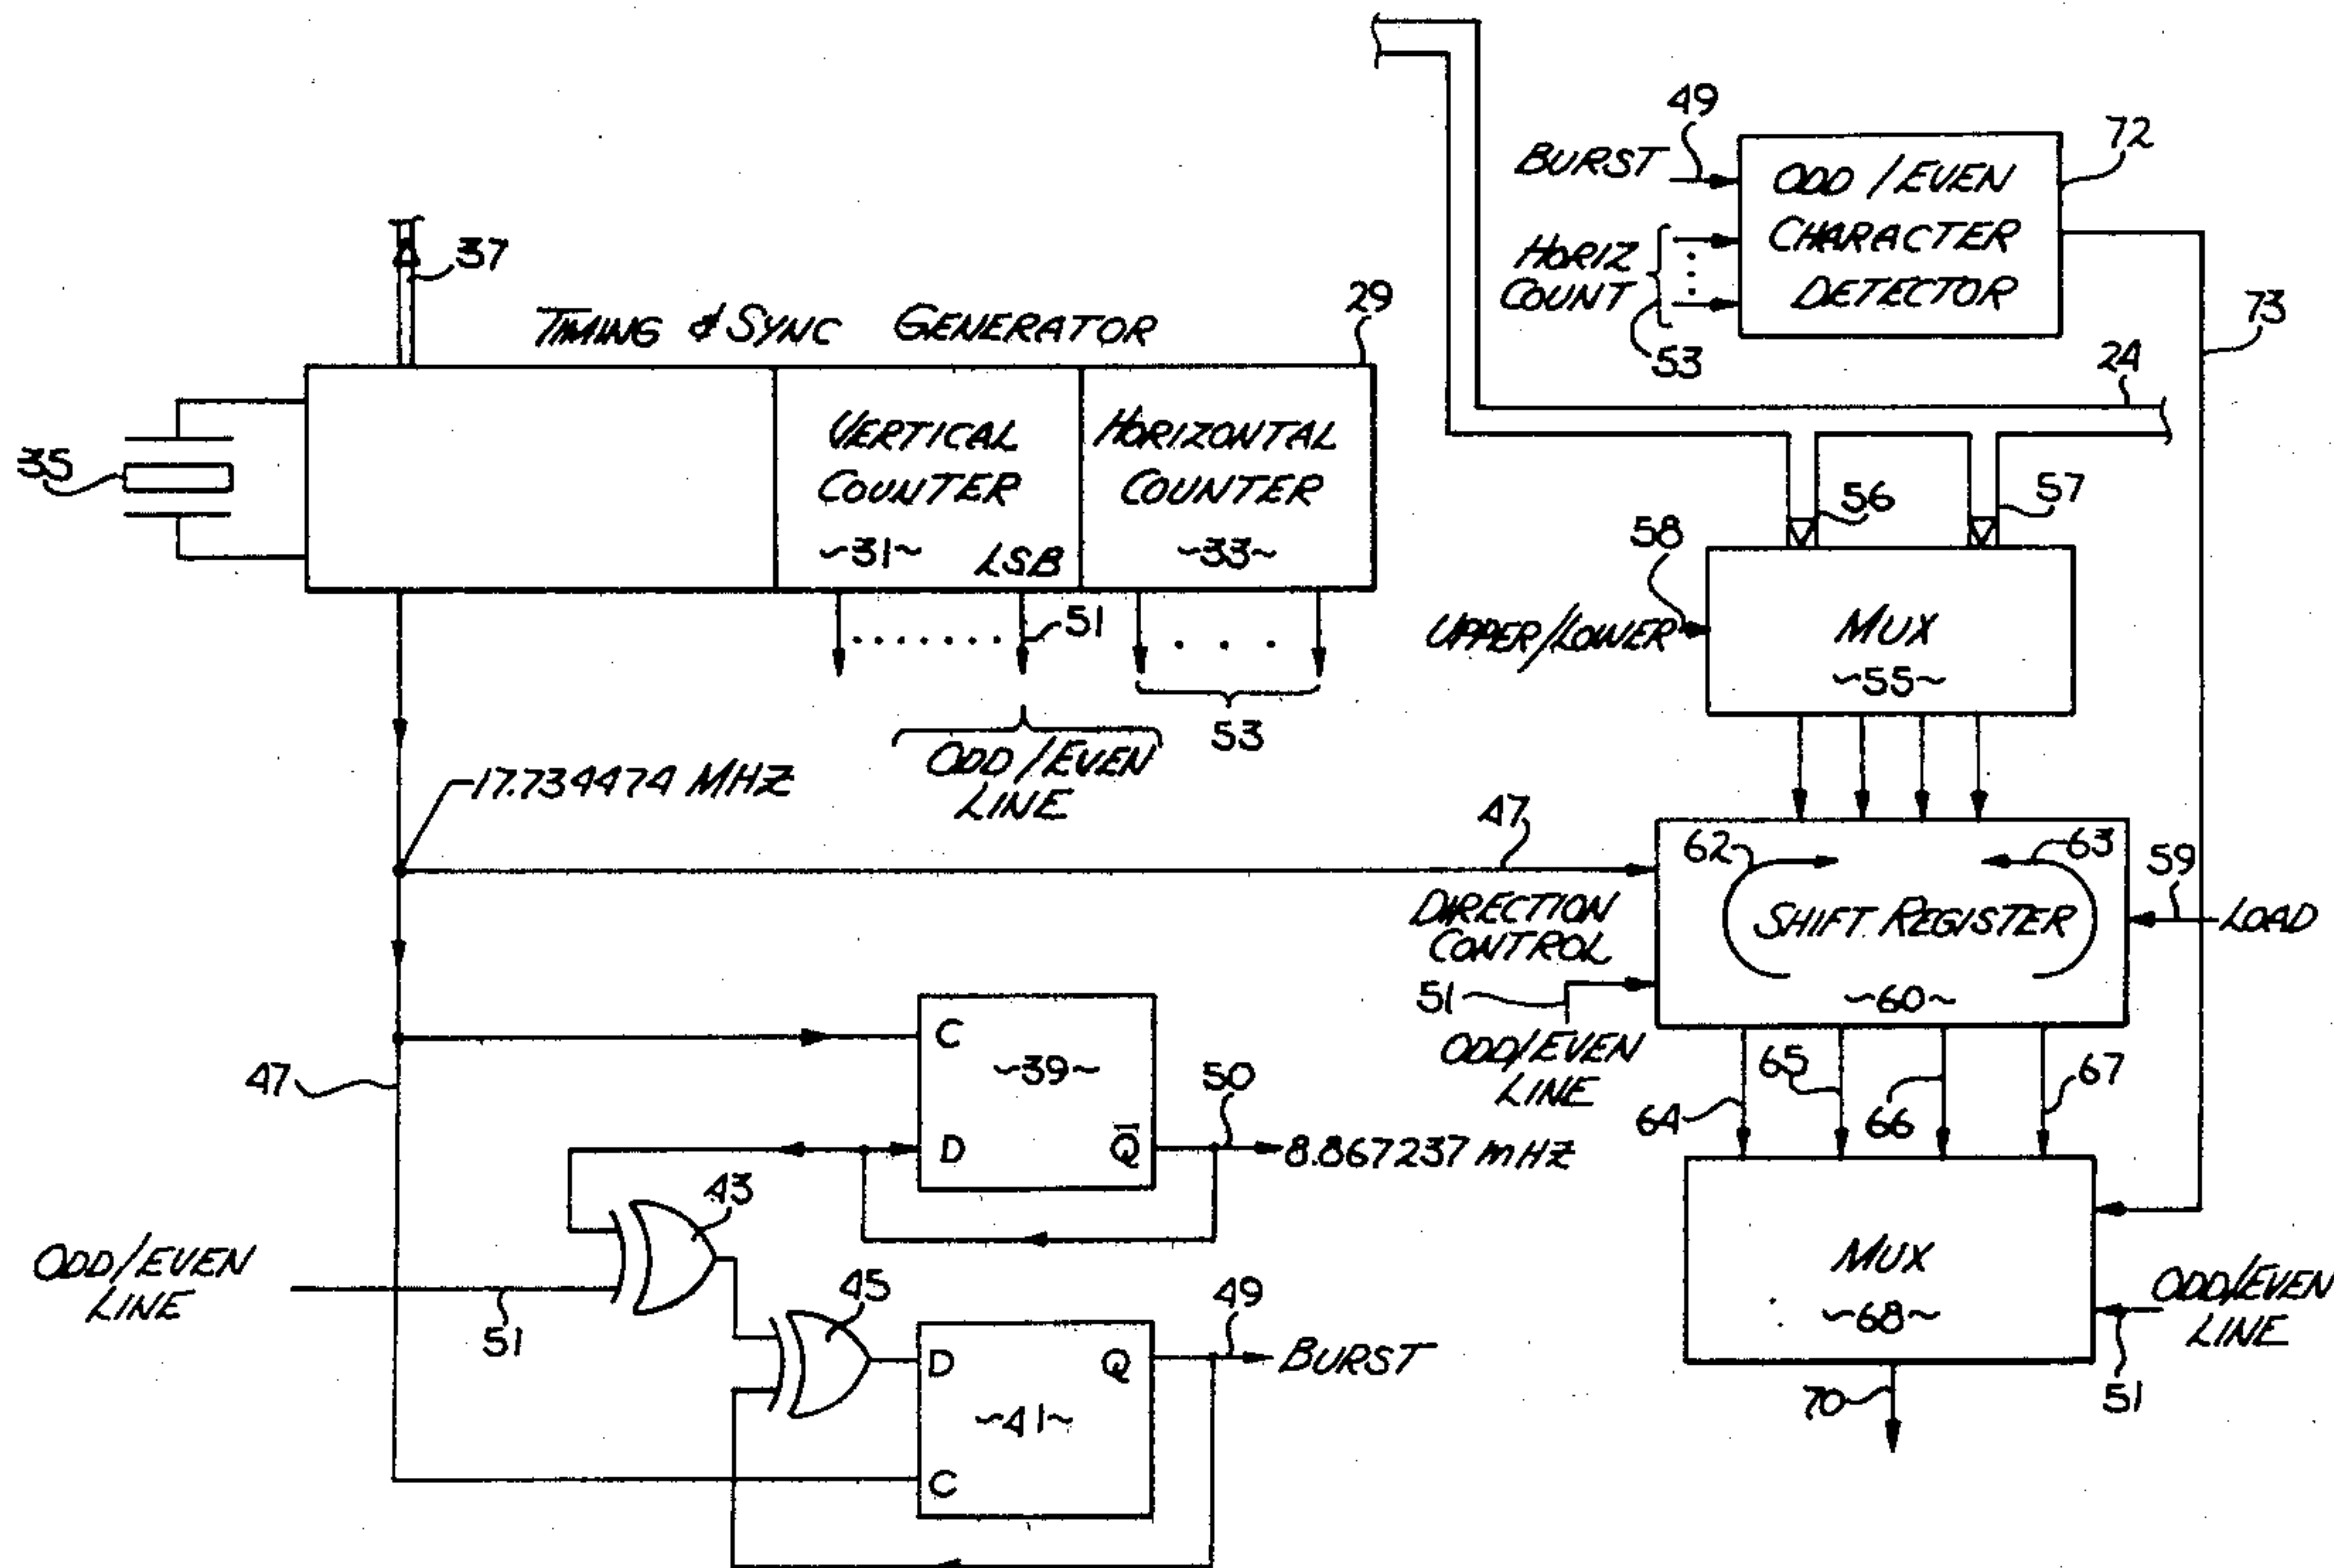 37
TIMING & SYNC GENERATOR
29
35
VERTICAL
COUNTER
~31~
LSB
HORIZONTAL
COUNTER
~33~
51
53
ODD/EVEN
LINE
17.734474 MHZ
47
47
C
~39~
D
Q̅
50
8.867237 mHZ
43
ODD/EVEN
LINE
51
45
D
Q
~41~
C
49
BURST
49
BURST
HORIZ
COUNT
53
ODD/EVEN
CHARACTER
DETECTOR
72
73
24
56
57
58
UPPER/LOWER
MUX
~55~
62
63
59
LOAD
SHIFT REGISTER
~60~
DIRECTION
CONTROL
51
ODD/EVEN
LINE
64
65
66
67
MUX
~68~
ODD/EVEN
LINE
51
70